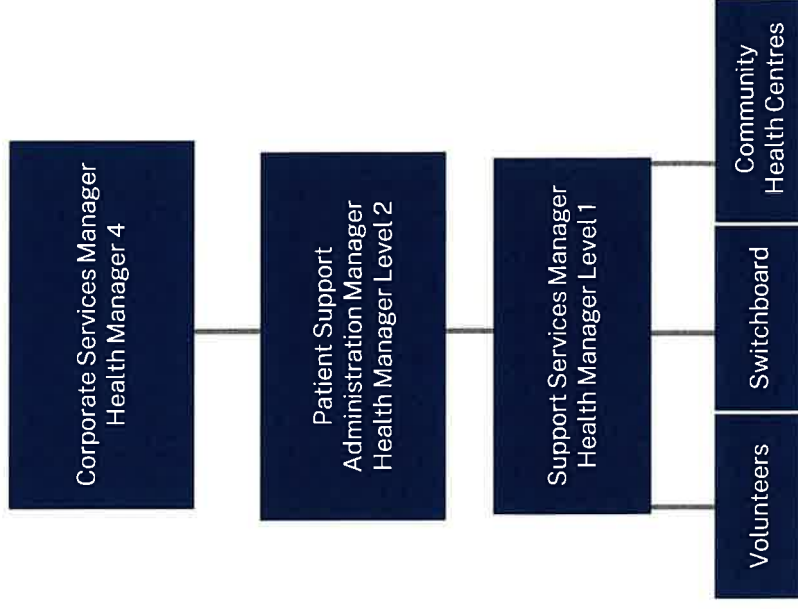 Corporate Services Manager
Health Manager 4
Patient Support
Administration Manager
Health Manager Level 2
Support Services Manager
Health Manager Level 1
Volunteers
Switchboard
Community
Health Centres